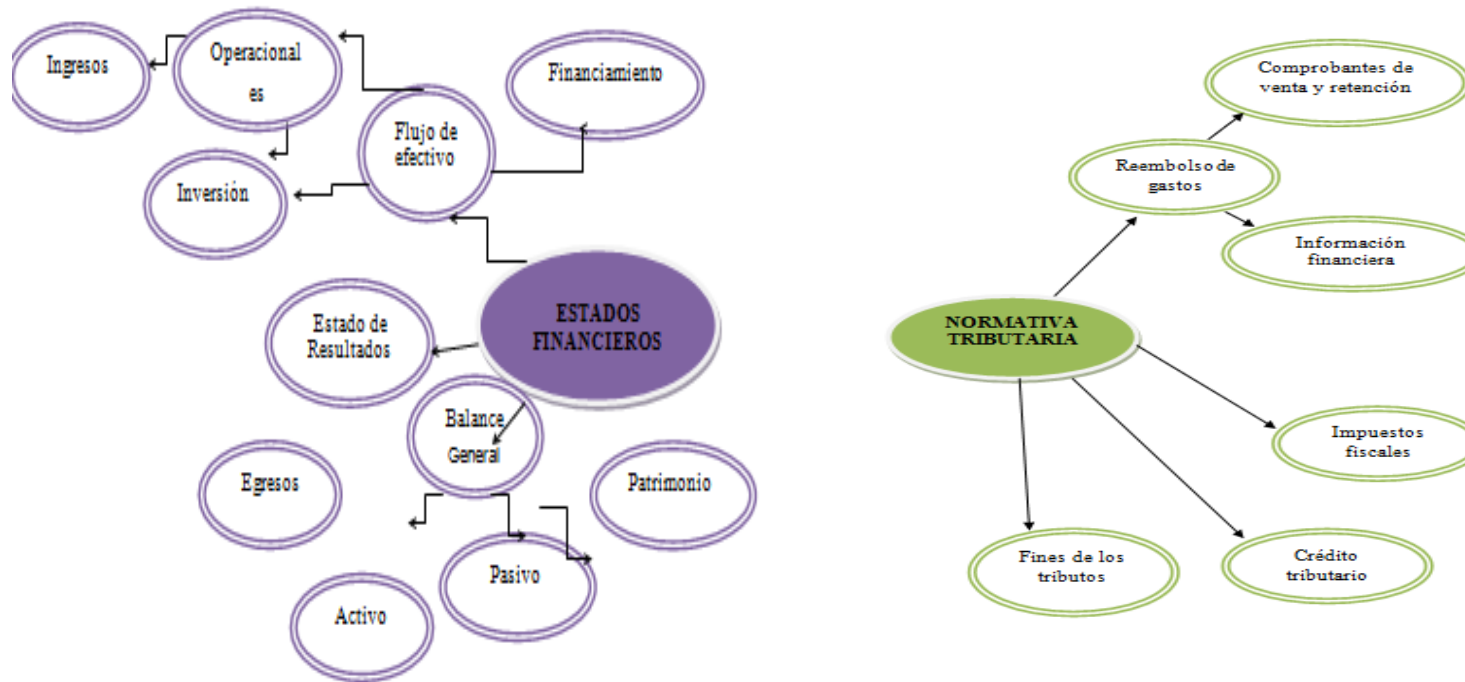 Ingresos
Operacional
es
Financiamiento
Flujo de
efectivo
Inversión
ESTADOS
FINANCIEROS
Estado de
Resultados
Balance
General
Egresos
Patrimonio
Pasivo
Activo
Comprobantes de
venta y retención
Reembolso de
gastos
Información
financiera
NORMATIVA
TRIBUTARIA
Impuestos
fiscales
Fines de los
tributos
Crédito
tributario